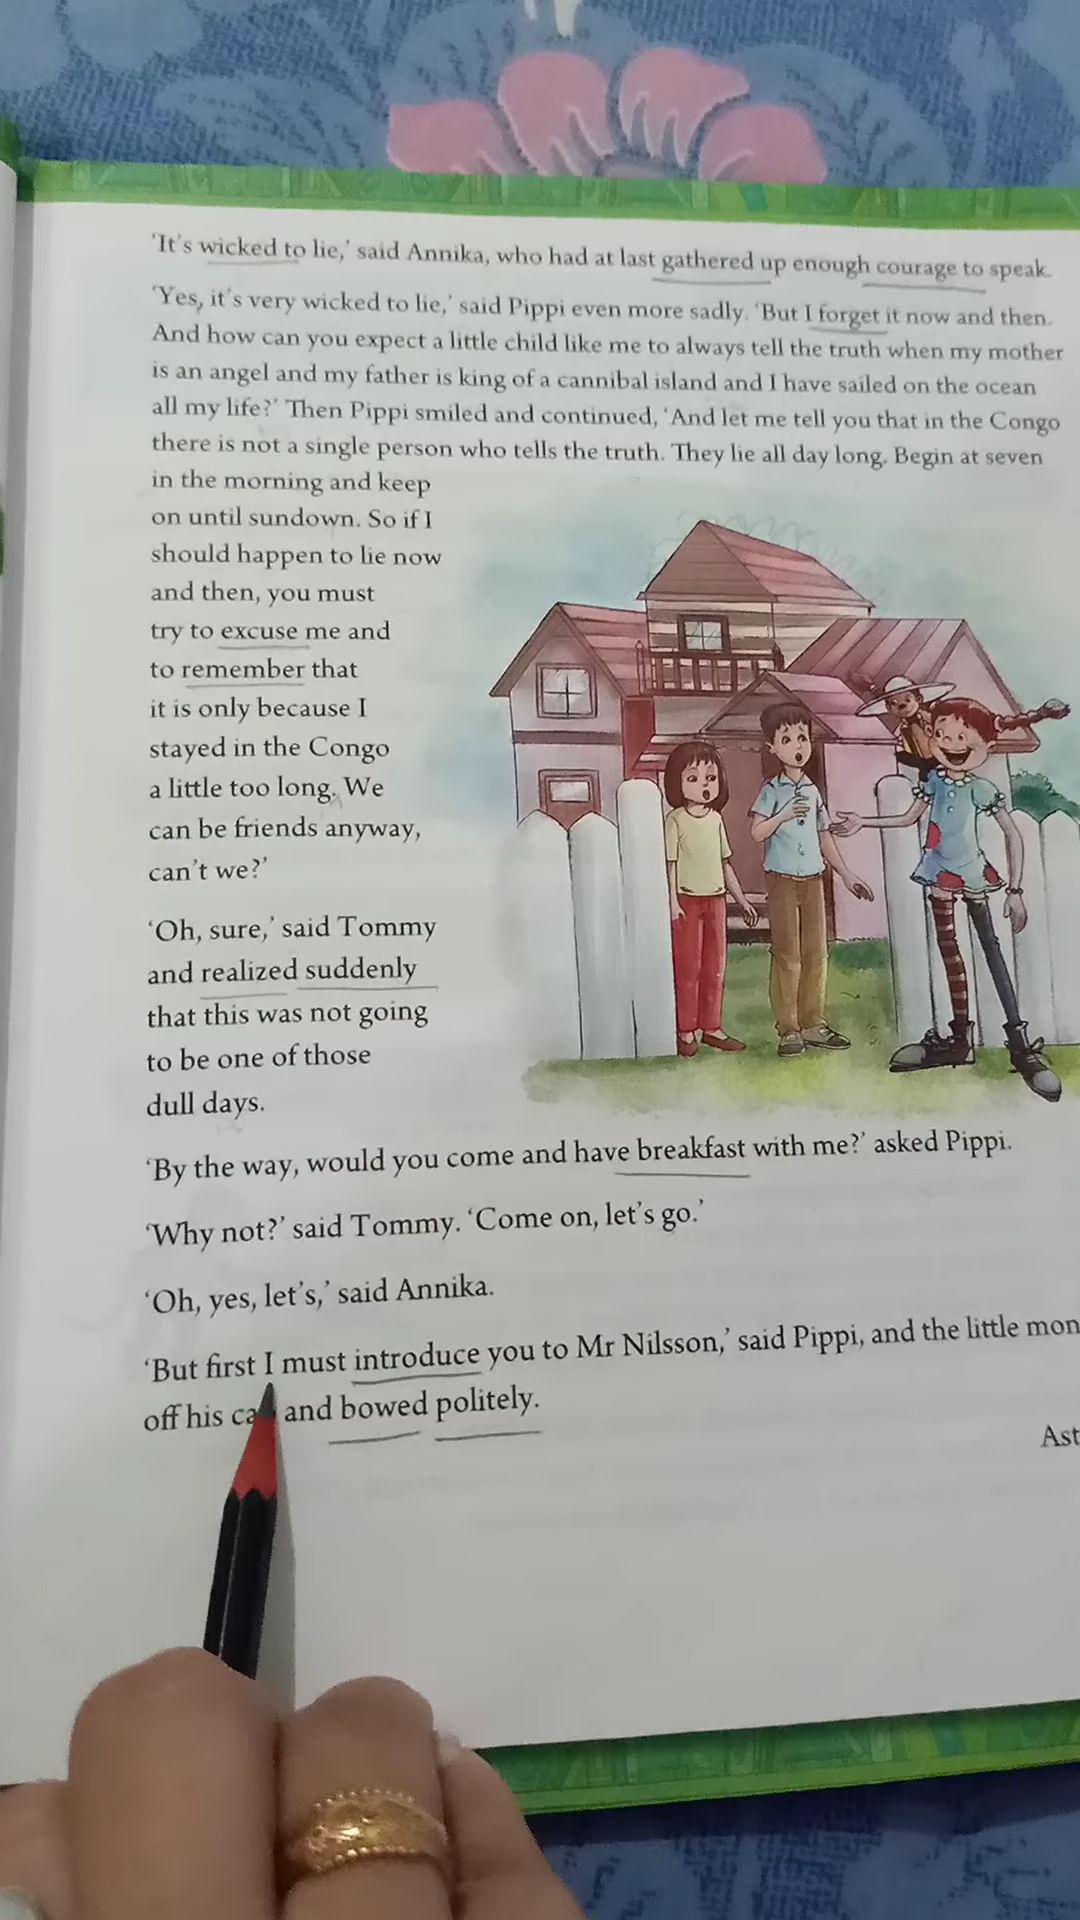 ‘It’s wicked to lie,’ said Annika, who had at last gathered up enough courage to speak.
‘Yes, it’s very wicked to lie,’ said Pippi even more sadly. ‘But I forget it now and then.
And how can you expect a little child like me to always tell the truth when my mother
is an angel and my father is king of a cannibal island and I have sailed on the ocean
all my life?’ Then Pippi smiled and continued, ‘And let me tell you that in the Congo
there is not a single person who tells the truth. They lie all day long. Begin at seven
in the morning and keep
on until sundown. So if I
should happen to lie now
and then, you must
try to excuse me and
to remember that
it is only because I
stayed in the Congo
a little too long. We
can be friends anyway,
can’t we?’
‘Oh, sure,’ said Tommy
and realized suddenly
that this was not going
to be one of those
dull days.
‘By the way, would you come and have breakfast with me?’ asked Pippi.
‘Why not?’ said Tommy. ‘Come on, let’s go.’
‘Oh, yes, let’s,’ said Annika.
‘But first I must introduce you to Mr Nilsson,’ said Pippi, and the little mon
off his and bowed politely.
Ast